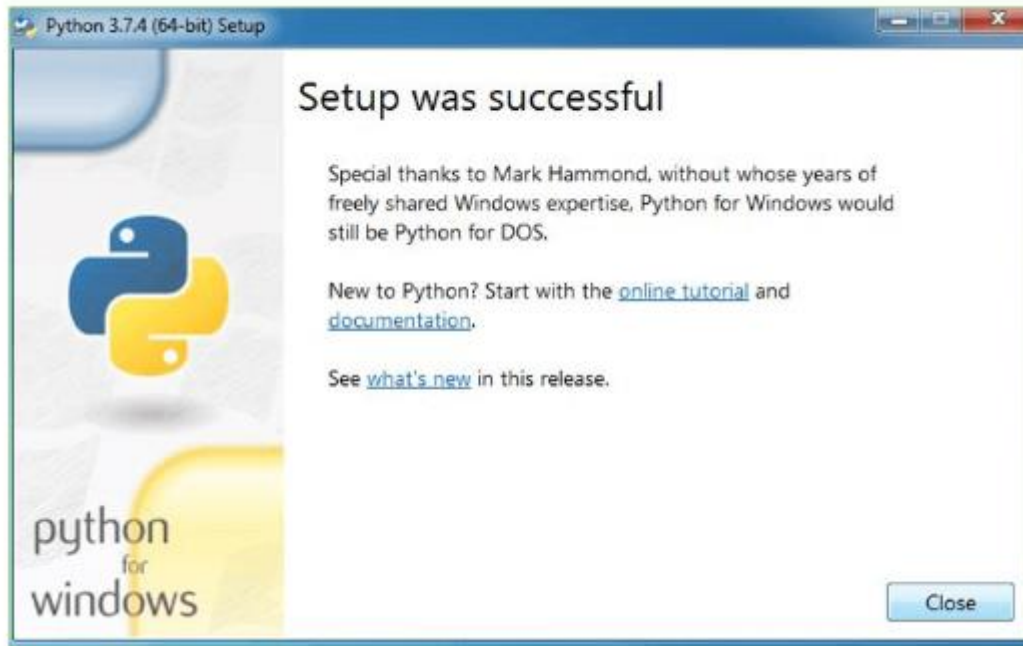 Python 3.7.4 (64-bit) Setup
Setup was successful
Special thanks to Mark Hammond, without whose years of
freely shared Windows expertise, Python for Windows would
still be Python for DOS.
New to Python? Start with the online tutorial and
documentation.
See what's new in this release.
python
for
windows
Close